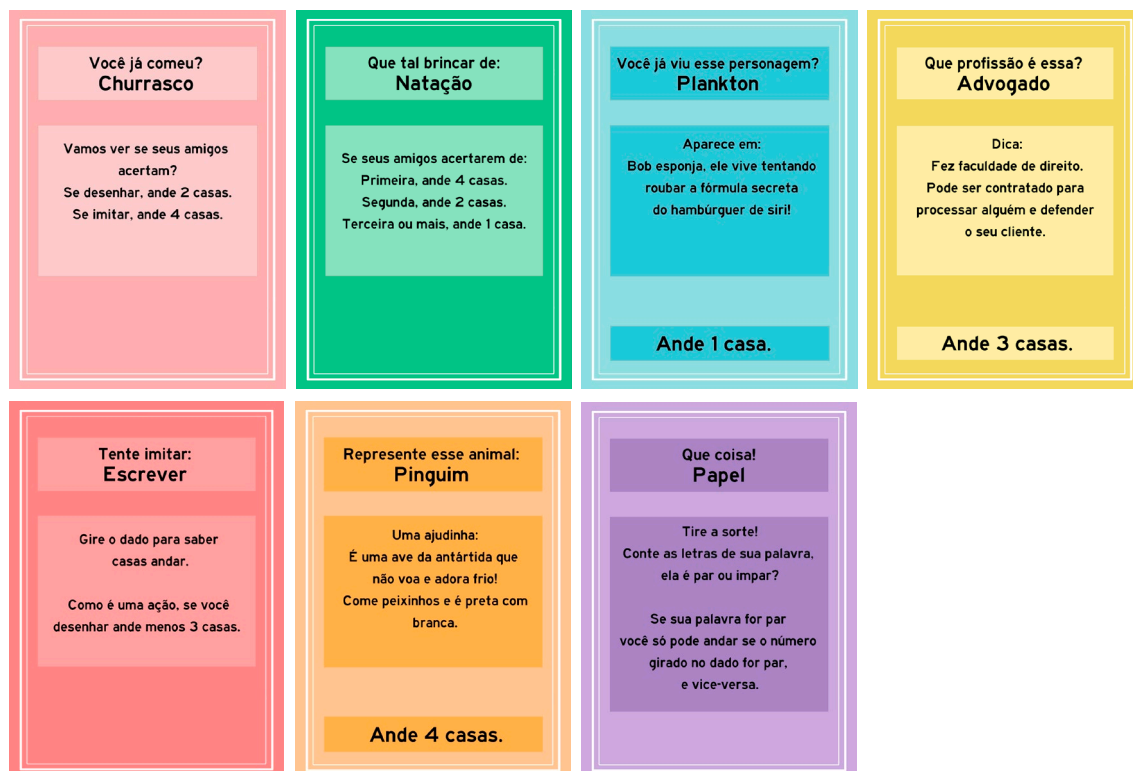 Você já comeu?
Churrasco
Vamos ver se seus amigos
acertam?
Se desenhar, ande 2 casas.
Se imitar, ande 4 casas.
Que tal brincar de:
Natação
Se seus amigos acertarem de:
Primeira, ande 4 casas.
Segunda, ande 2 casas.
Terceira ou mais, ande 1 casa.
Você já viu esse personagem?
Plankton
Aparece em:
Bob esponja, ele vive tentando
roubar a fórmula secreta
do hambúrguer de siri!
Ande 1 casa.
Que profissão é essa?
Advogado
Dica:
Fez faculdade de direito.
Pode ser contratado para
processar alguém e defender
o seu cliente.
Ande 3 casas.
Tente imitar:
Escrever
Gire o dado para saber
casas andar.
Como é uma ação, se você
desenhar ande menos 3 casas.
Represente esse animal:
Pinguim
Uma ajudinha:
É uma ave da antártida que
não voa e adora frio!
Come peixinhos e é preta com
branca.
Ande 4 casas.
Que coisa!
Papel
Tire a sorte!
Conte as letras de sua palavra,
ela é par ou impar?
Se sua palavra for par
você só pode andar se o número
girado no dado for par,
e vice-versa.